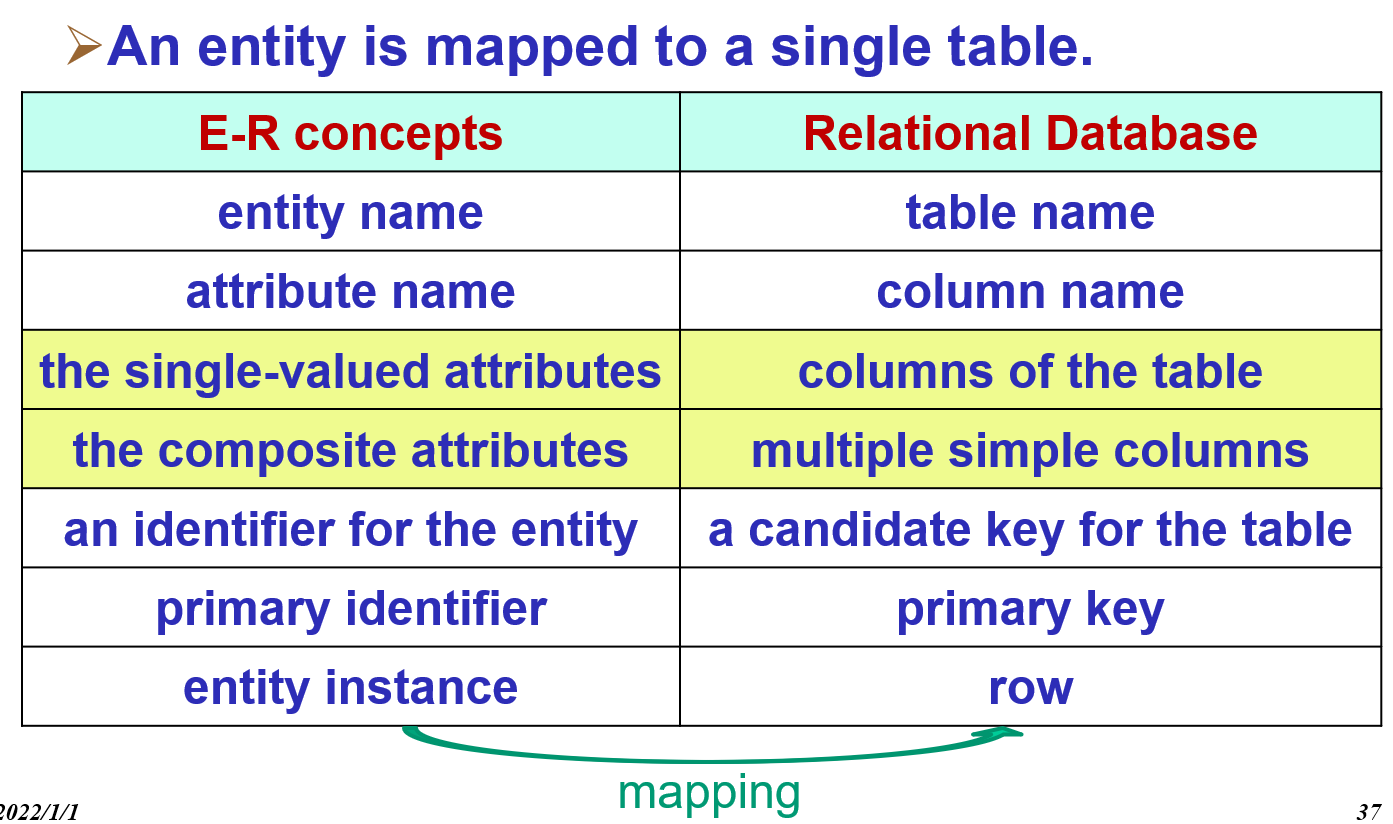 ➢An entity is mapped to a single table.
E-R concepts Relational Database
entity name table name
attribute name column name
the single-valued attributes columns of the table
the composite attributes multiple simple columns
an identifier for the entity a candidate key for the table
primary identifier primary key
entity instance row
mapping
2022/1/1 37